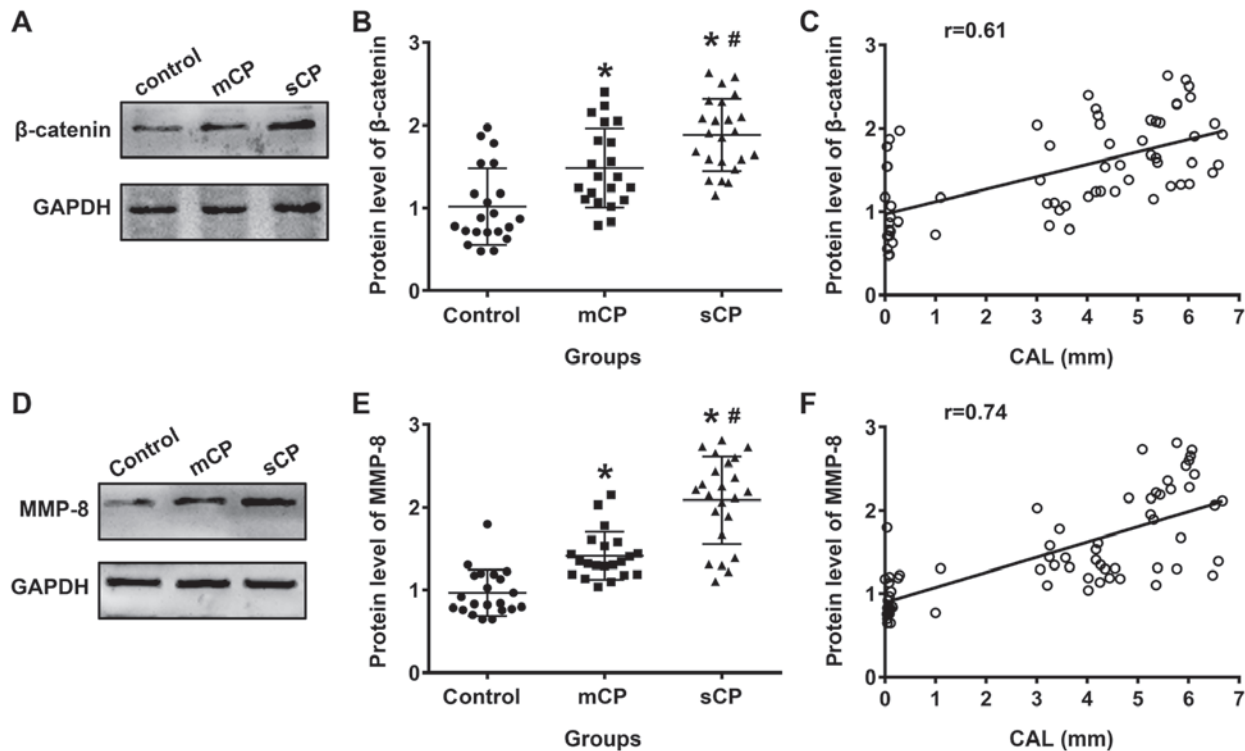 A
control mCP sCP
β-catenin
GAPDH
B
* * #
Protein level of β-catenin
3
2
1
0
Control mCP sCP
Groups
C
r=0.61
Protein level of β-catenin
3
2
1
1
0 1 2 3 4 5 6 7
CAL (mm)
D
Control mCP sCP
MMP-8
GAPDH
E
* * #
Protein level of MMP-8
3
2
1
0
Control mCP sCP
Groups
F
r=0.74
Protein level of MMP-8
3
2
1
1
0 1 2 3 4 5 6 7
CAL (mm)